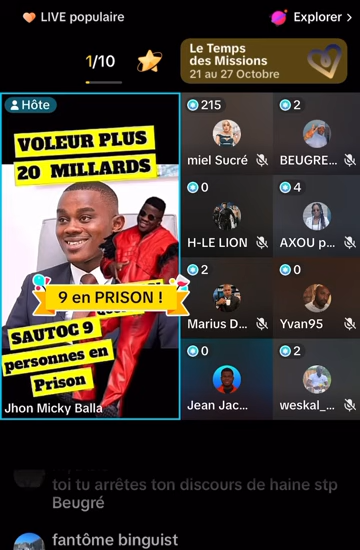 LIVE populaire
Explorer >
1/10
Le Temps
des Missions
21 au 27 Octobre
Hôte
VOLEUR PLUS
20 MILLARDS
9 en PRISON !
SAUTOC 9
personnes en
Prison
Jhon Micky Balla
215
miel Sucré
2
BEUGRE...
0
H-LE LION
4
AXOU p...
2
Marius D...
0
Yvan95
0
Jean Jac...
2
weskal_...
toi tu arrêtes ton discours de haine stp
Beugré
fantôme binguist